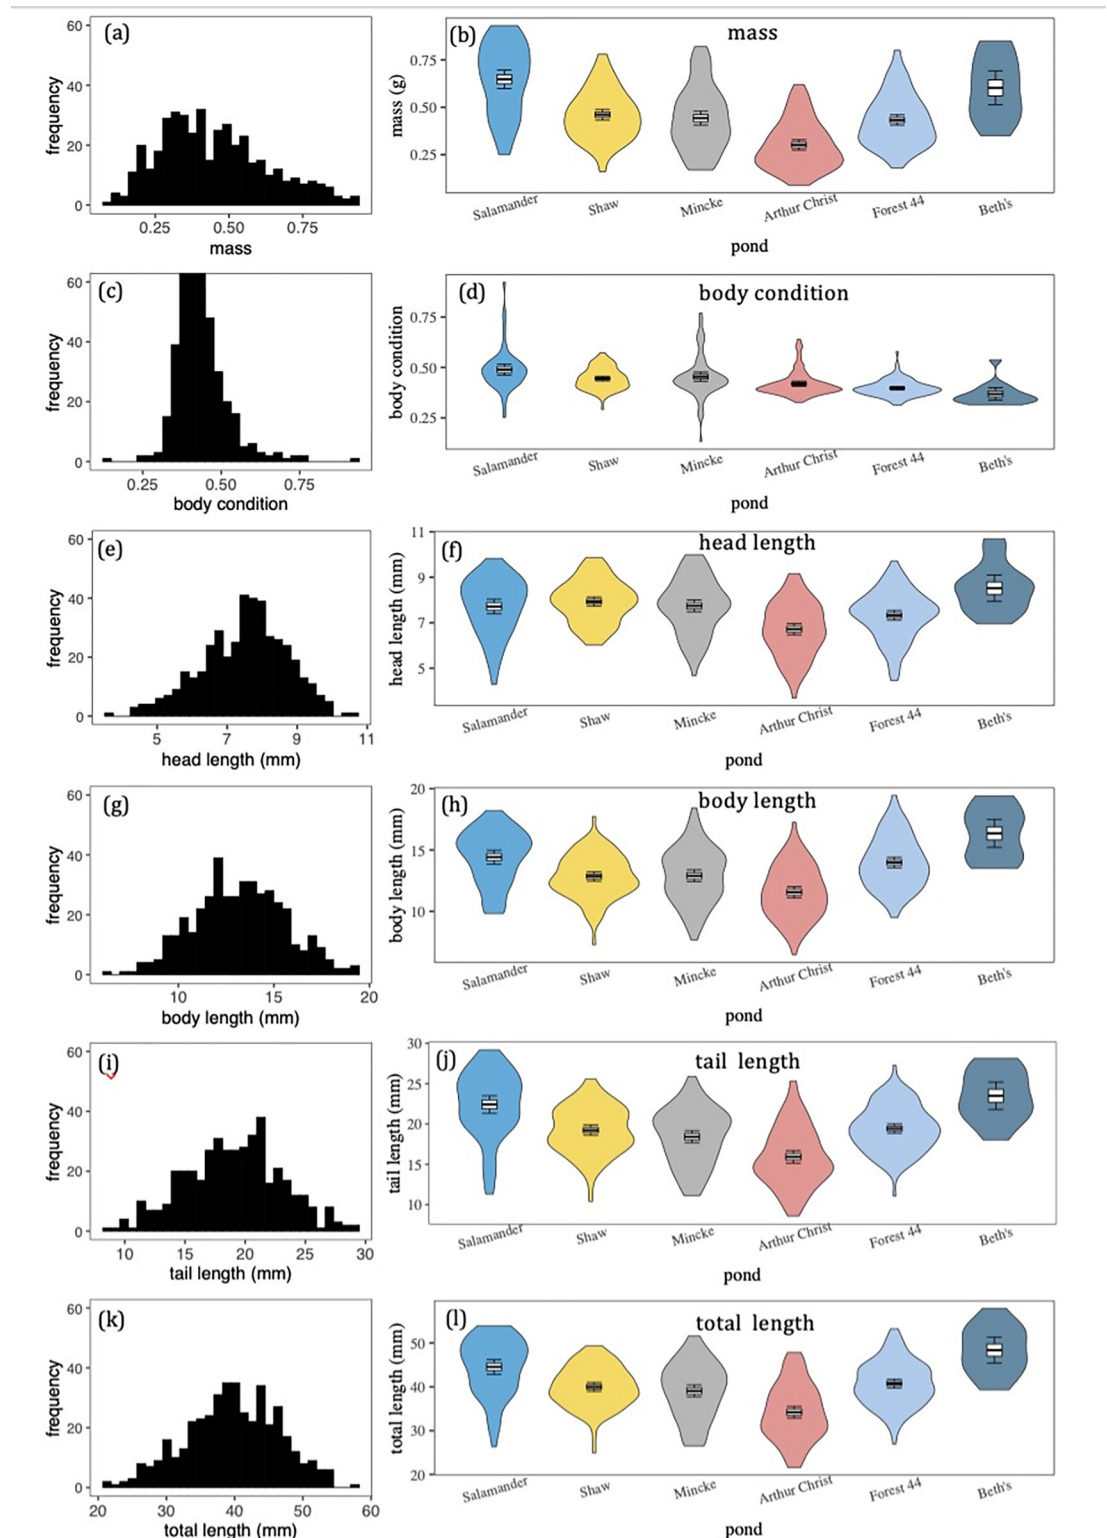 (a)
60
40
20
0
frequency
0.25 0.50 0.75
mass
(b) mass
0.75
0.50
0.25
mass (g)
Salamander Shaw Mincke Arthur Christ Forest 44 Beth's
pond
(c)
60
40
20
0
frequency
0.25 0.50 0.75
body condition
(d) body condition
0.75
0.50
0.25
body condition
Salamander Shaw Mincke Arthur Christ Forest 44 Beth's
pond
(e)
60
40
20
0
frequency
5 7 9 11
head length (mm)
(f) head length
11
9
7
5
head length (mm)
Salamander Shaw Mincke Arthur Christ Forest 44 Beth's
pond
(g)
60
40
20
0
frequency
10 15 20
body length (mm)
(h) body length
20
15
10
body length (mm)
Salamander Shaw Mincke Arthur Christ Forest 44 Beth's
pond
(i)
60
40
20
0
frequency
10 15 20 25 30
tail length (mm)
(j) tail length
30
25
20
15
10
tail length (mm)
Salamander Shaw Mincke Arthur Christ Forest 44 Beth's
pond
(k)
60
40
20
0
frequency
20 30 40 50 60
total length (mm)
(l) total length
50
40
30
20
total length (mm)
Salamander Shaw Mincke Arthur Christ Forest 44 Beth's
pond